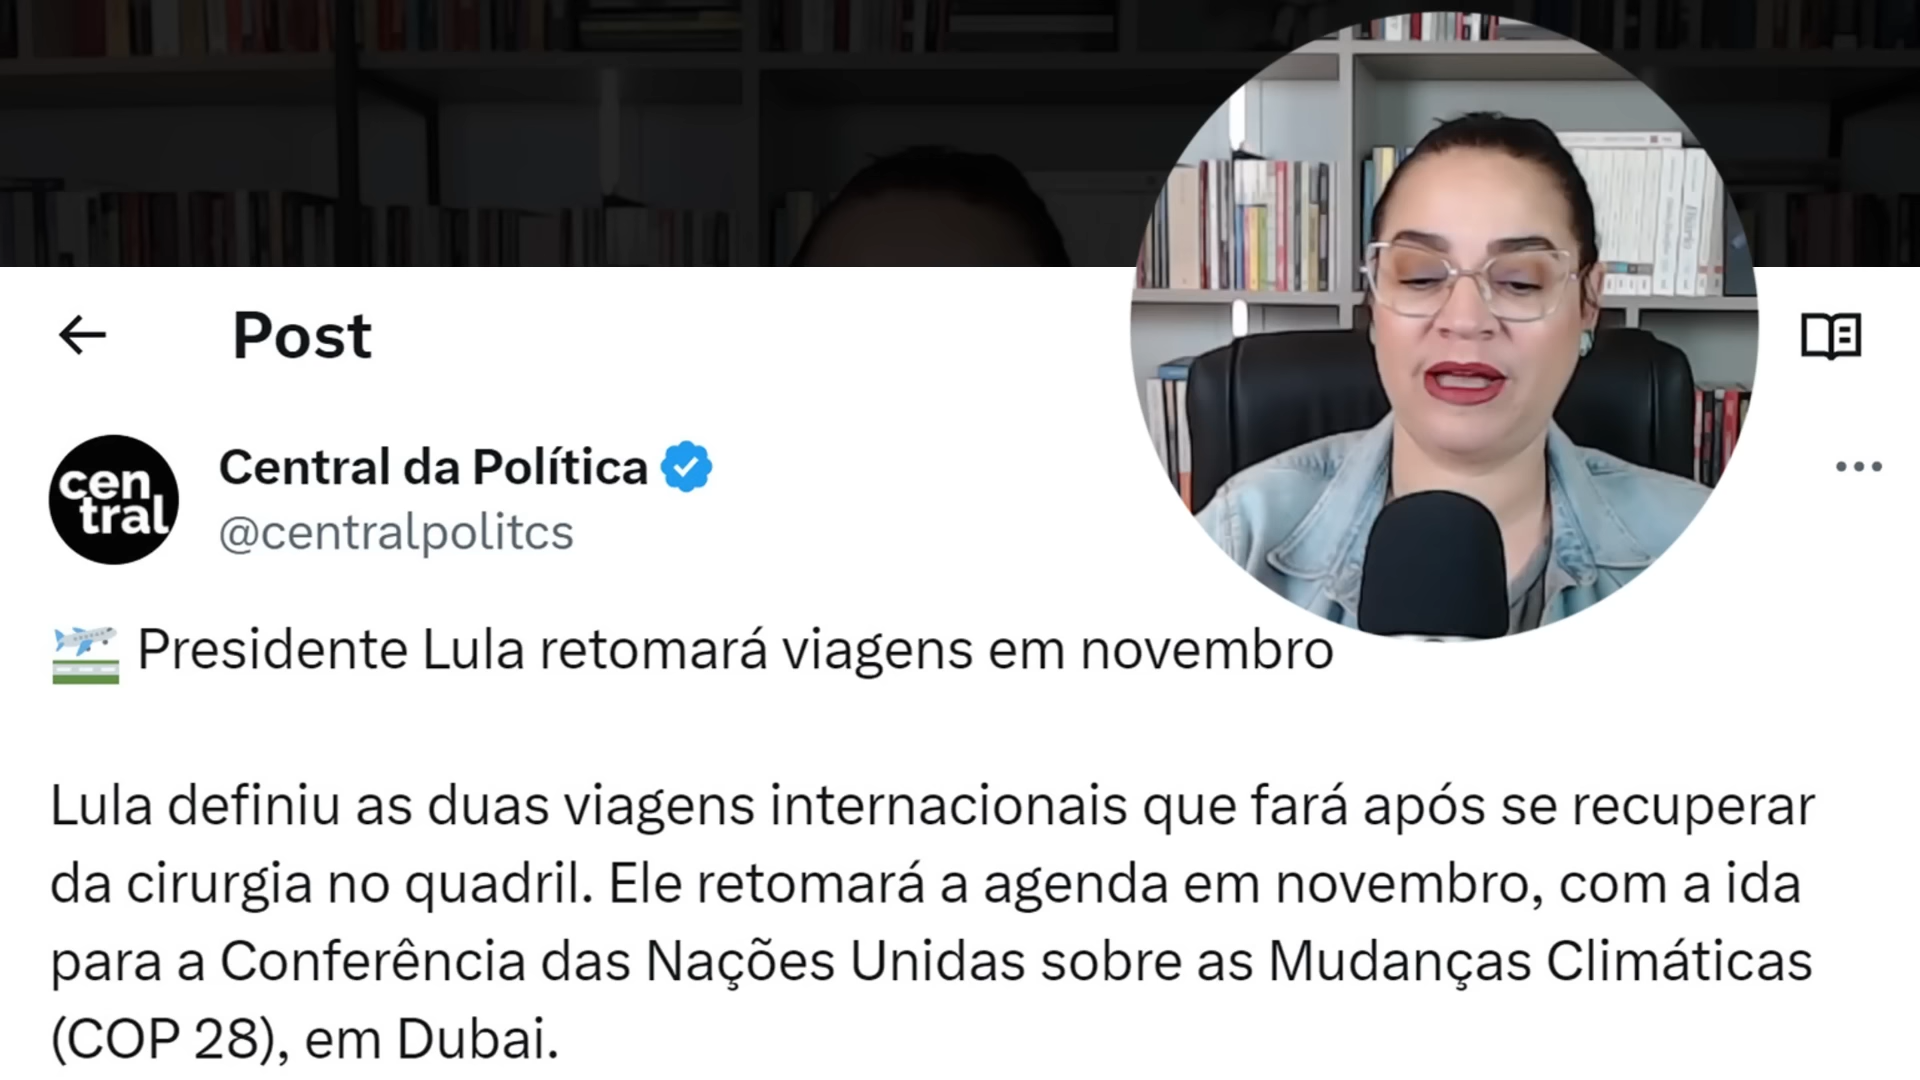 Post
cen
tral
Central da Política
@centralpolitcs
Presidente Lula retomará viagens em novembro
Lula definiu as duas viagens internacionais que fará após se recuperar
da cirurgia no quadril. Ele retomará a agenda em novembro, com a ida
para a Conferência das Nações Unidas sobre as Mudanças Climáticas
(COP 28), em Dubai.